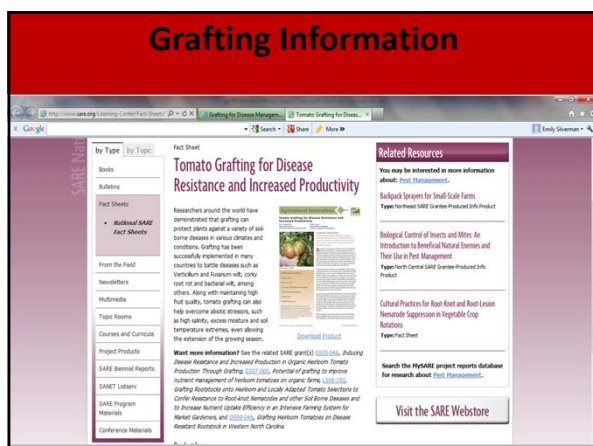 Grafting Information
http://www.sare.org/Learning-Center/Fact-Sheets/
Grafting for Disease Managem...
Tomato Grafting for Diseas...
x Google
Search
Share
More »
Emily Silverman
SARE Nat
by Type
by Topic
Books
Bulletins
Fact Sheets
• National SARE
Fact Sheets
From the Field
Newsletters
Multimedia
Topic Rooms
Courses and Curricula
Project Products
SARE Biennial Reports
SANET Listserv
SARE Program
Materials
Conference Materials
Fact Sheet
Tomato Grafting for Disease
Resistance and Increased Productivity
Researchers around the world have
demonstrated that grafting can
protect plants against a variety of soil-
borne diseases in various climates and
conditions. Grafting has been
successfully implemented in many
countries to battle diseases such as
Verticillium and Fusarium wilt, corky
root rot and bacterial wilt, among
others. Along with maintaining high
fruit quality, tomato grafting can also
help overcome abiotic stressors, such
as high salinity, excess moisture and soil
temperature extremes, even allowing
the extension of the growing season.
Download Product
Want more information? See the related SARE grant(s) GS05-046, Inducing
Disease Resistance and Increased Production in Organic Heirloom Tomato
Production Through Grafting, GS07-060, Potential of grafting to improve
nutrient management of heirloom tomatoes on organic farms, LS06-193,
Grafting Rootstocks onto Heirloom and Locally Adapted Tomato Selections to
Confer Resistance to Root-knot Nematodes and other Soil Borne Diseases and
to Increase Nutrient Uptake Efficiency in an Intensive Farming System for
Market Gardeners, and OS09-046, Grafting Heirloom Tomatoes on Disease
Resistant Rootstock in Western North Carolina.
Related Resources
You may be interested in more information
about: Pest Management.
Backpack Sprayers for Small-Scale Farms
Type: Northeast SARE Grantee-Produced Info Product
Biological Control of Insects and Mites: An
Introduction to Beneficial Natural Enemies and
Their Use in Pest Management
Type: North Central SARE Grantee-Produced Info
Product
Cultural Practices for Root-Knot and Root-Lesion
Nematode Suppression in Vegetable Crop
Rotations
Type: Fact Sheet
Search the MySARE project reports database
for research about Pest Management.
Visit the SARE Webstore